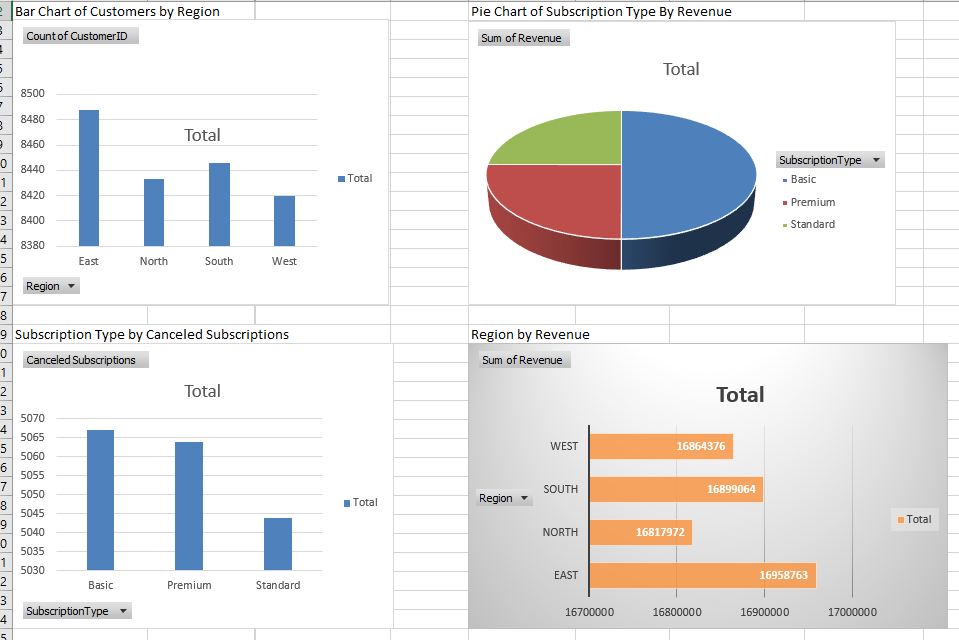 Bar Chart of Customers by Region
Count of CustomerID
Total
8500
8480
8460
8440
8420
8400
8380
East North South West
Total
Region
Pie Chart of Subscription Type By Revenue
Sum of Revenue
Total
SubscriptionType
Basic
Premium
Standard
Subscription Type by Canceled Subscriptions
Canceled Subscriptions
Total
5070
5065
5060
5055
5050
5045
5040
5035
5030
Basic Premium Standard
Total
SubscriptionType
Region by Revenue
Sum of Revenue
Total
WEST 16864376
SOUTH 16899064
NORTH 16817972
EAST 16958763
16700000 16800000 16900000 17000000
Region
Total